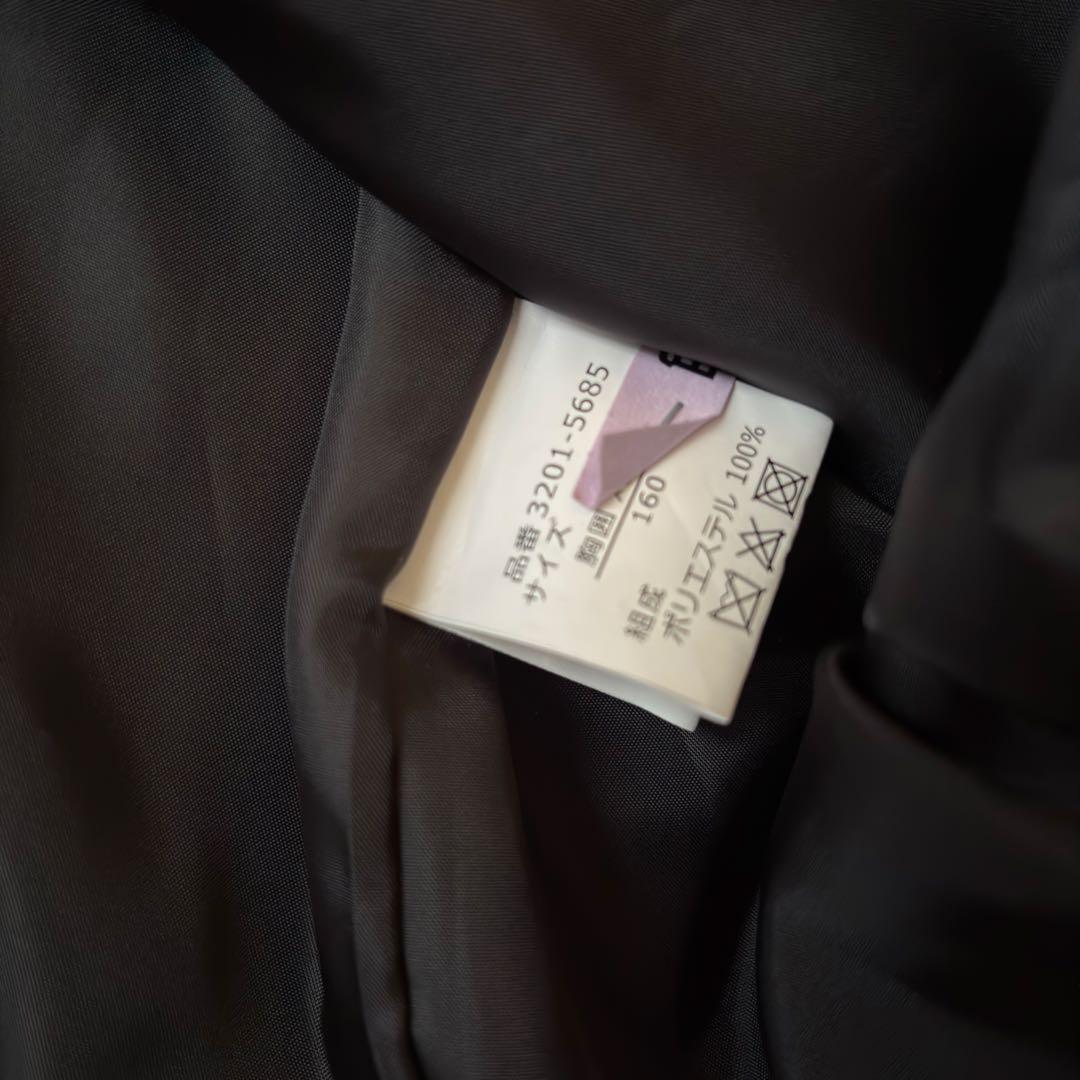 品番 3201-5685
サイズ
胸囲
160
組成
ポリエステル 100%